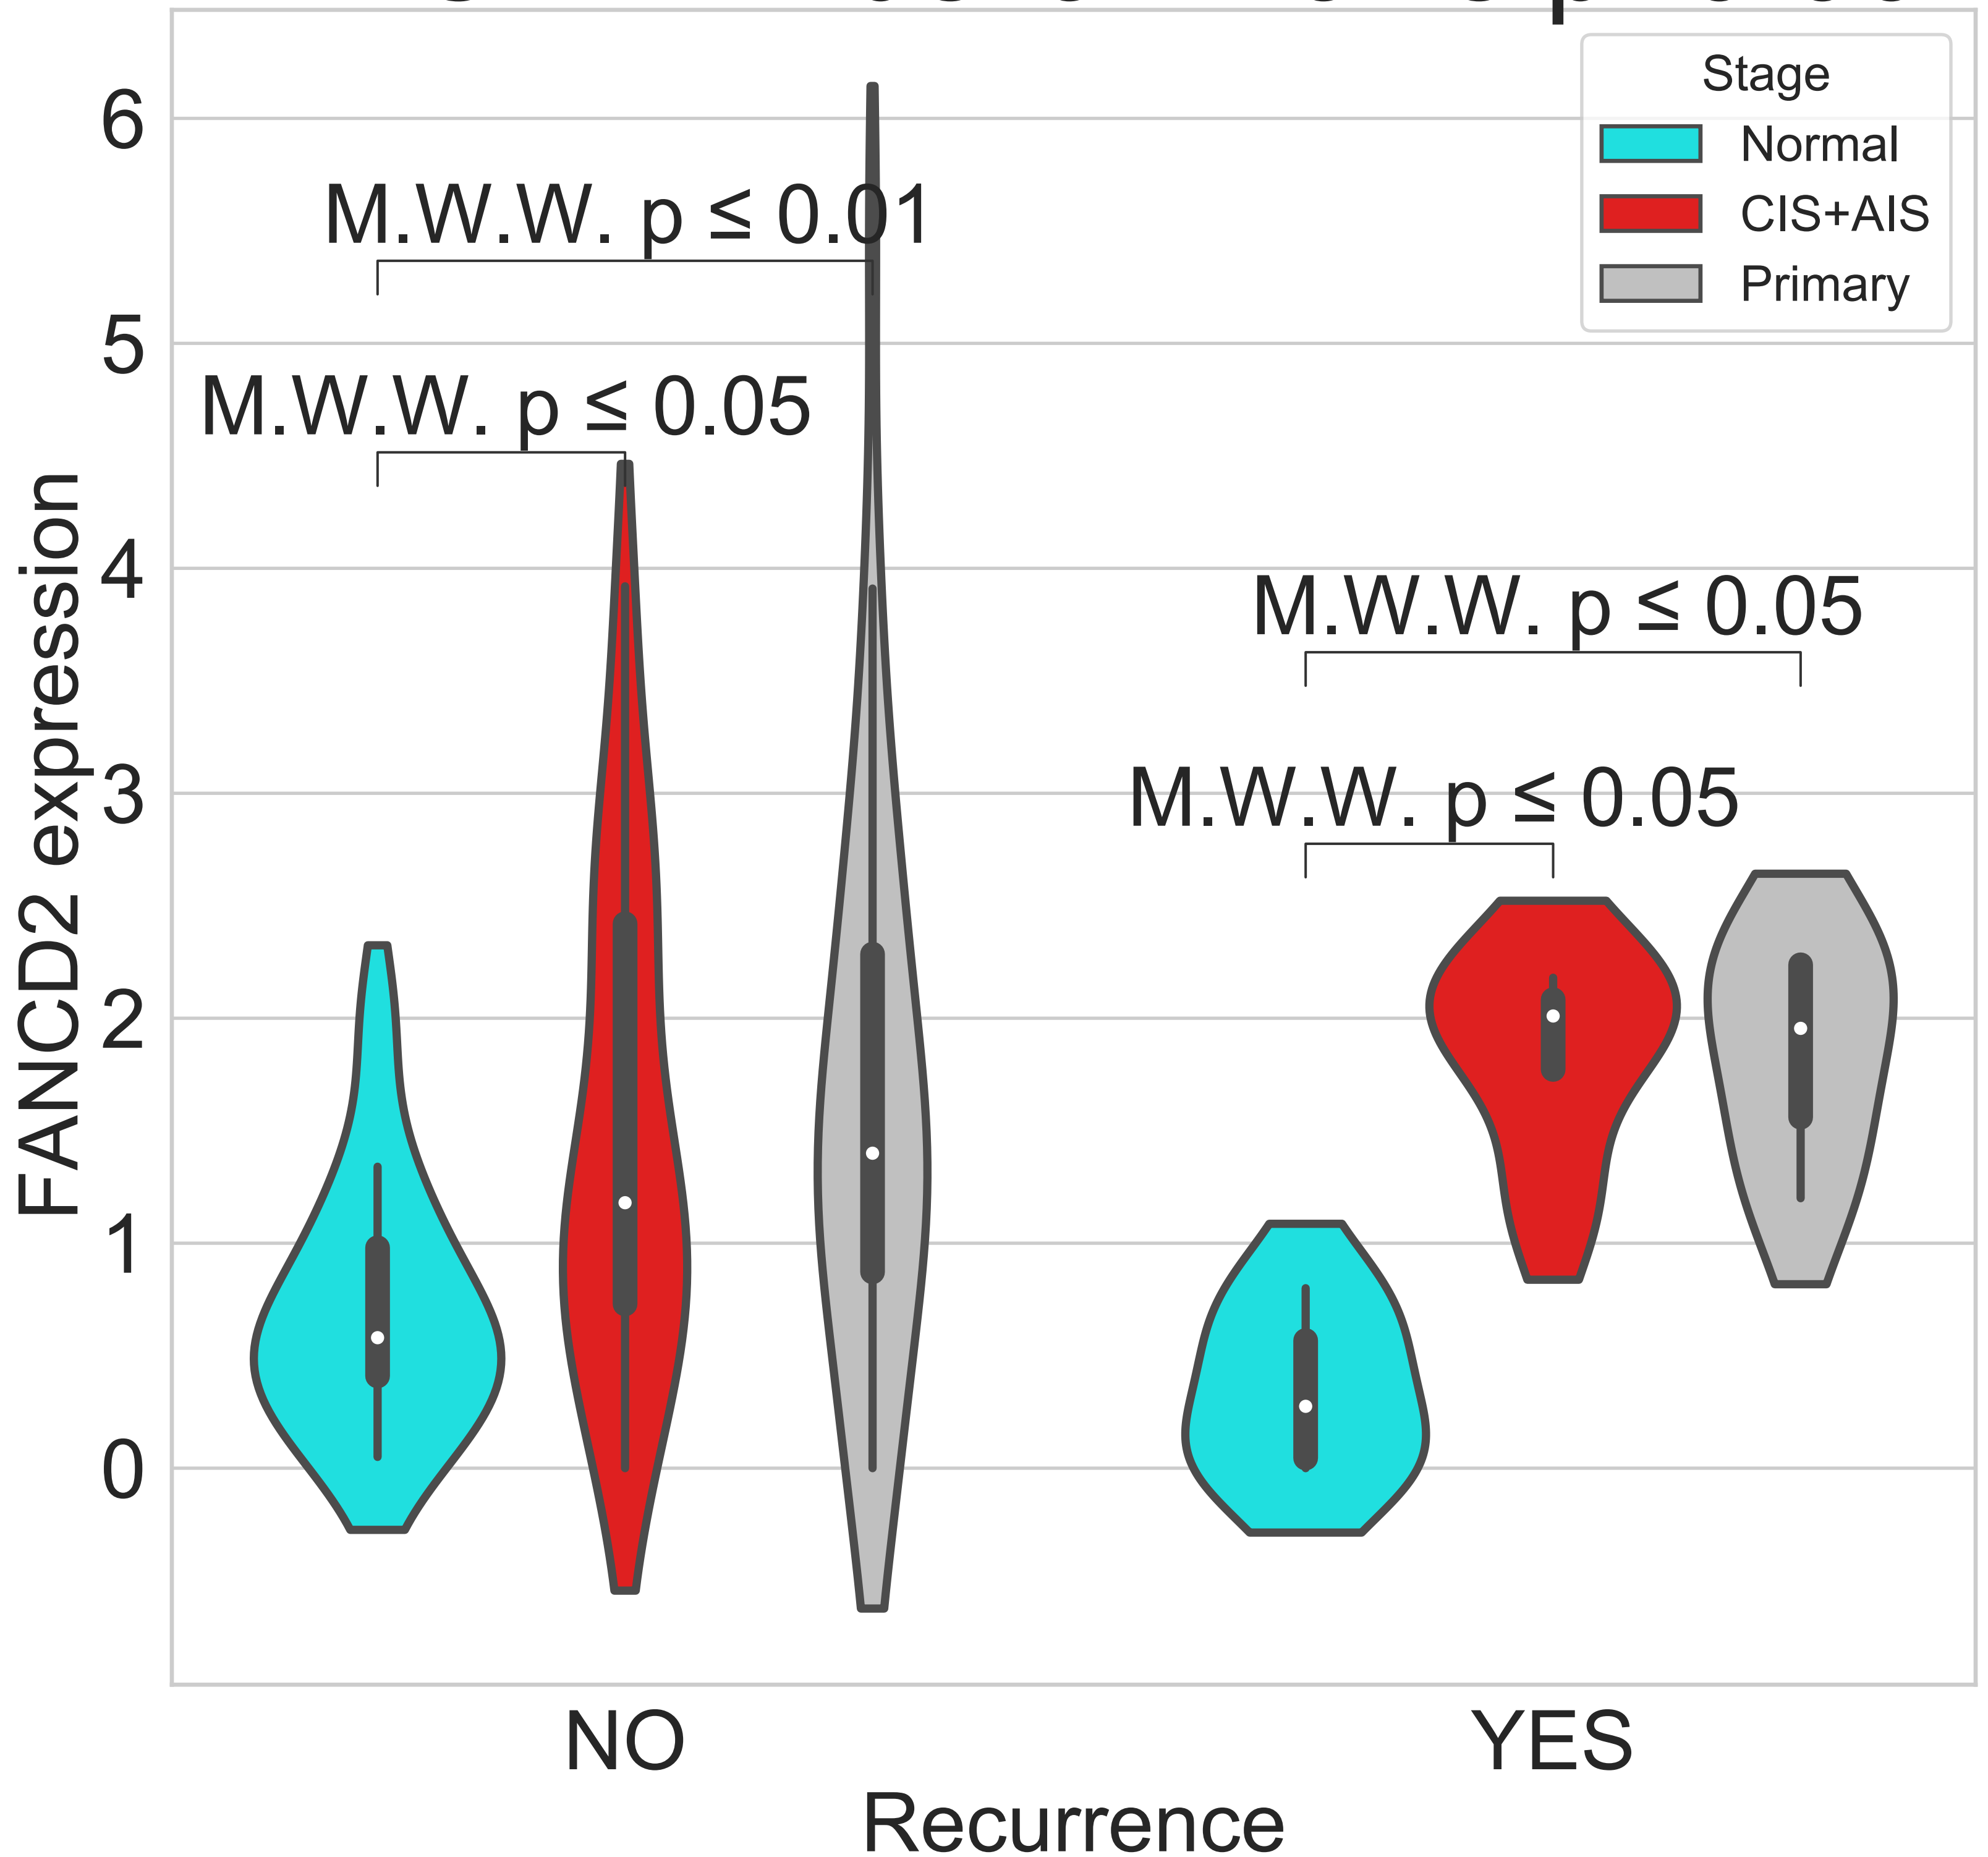 Stage
Normal
CIS+AIS
Primary
M.W.W. p ≤ 0.01
M.W.W. p ≤ 0.05
M.W.W. p ≤ 0.05
M.W.W. p ≤ 0.05
FANCD2 expression
6
5
4
3
2
1
0
NO
YES
Recurrence